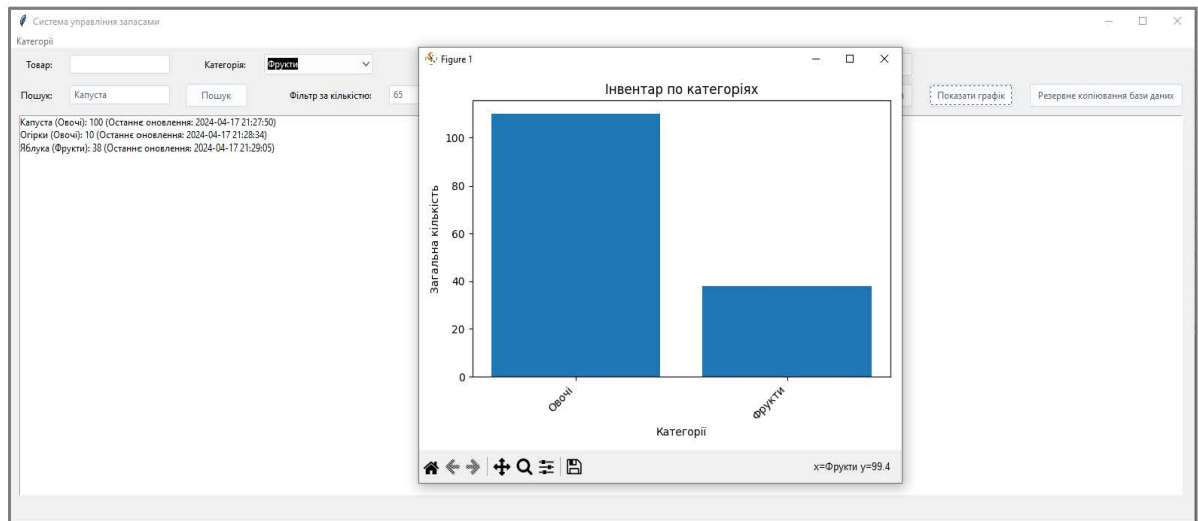 Система управління запасами
Категорії
Товар:
Категорія:
Фрукти
Пошук:
Капуста
Пошук
Фільтр за кількістю:
65
Показати графік
Резервне копіювання бази даних
Капуста (Овочі): 100 (Останнє оновлення: 2024-04-17 21:27:50)
Огірки (Овочі): 10 (Останнє оновлення: 2024-04-17 21:28:34)
Яблука (Фрукти): 38 (Останнє оновлення: 2024-04-17 21:29:05)
Figure 1
Інвентар по категоріях
Загальна кількість
100
80
60
40
20
0
Овочі
Фрукти
Категорії
x=Фрукти y=99.4